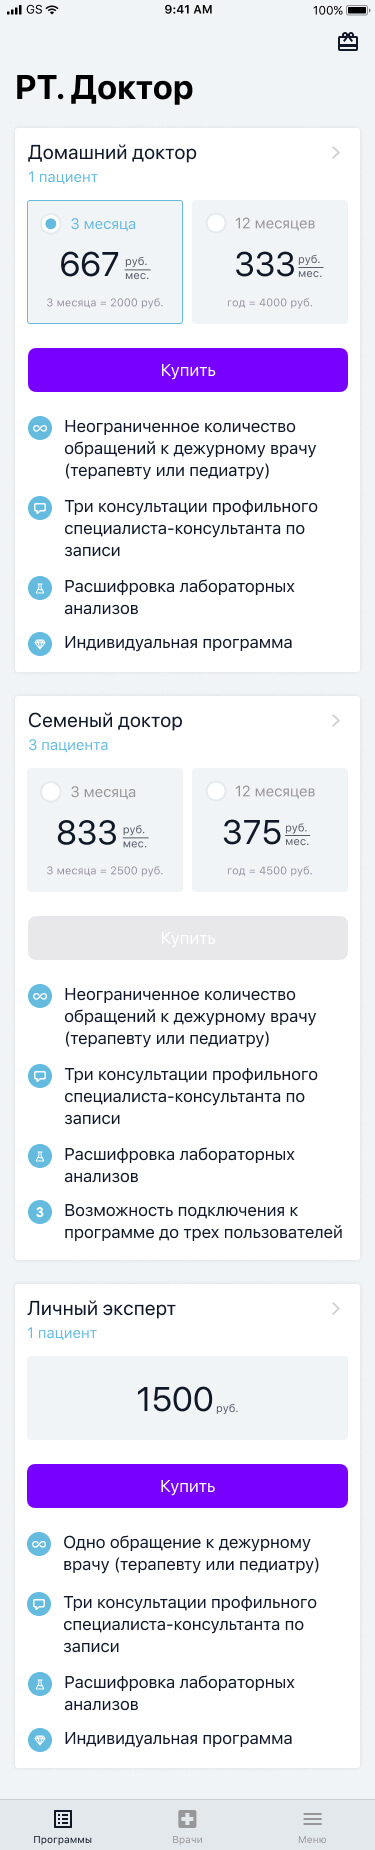 GS 9:41 AM 100%
РТ. Доктор
Домашний доктор
1 пациент
3 месяца
667 руб. мес.
3 месяца = 2000 руб.
12 месяцев
333 руб. мес.
год = 4000 руб.
Купить
Неограниченное количество
обращений к дежурному врачу
(терапевту или педиатру)
Три консультации профильного
специалиста-консультанта по
записи
Расшифровка лабораторных
анализов
Индивидуальная программа
Семеный доктор
3 пациента
3 месяца
833 руб. мес.
3 месяца = 2500 руб.
12 месяцев
375 руб. мес.
год = 4500 руб.
Купить
Неограниченное количество
обращений к дежурному врачу
(терапевту или педиатру)
Три консультации профильного
специалиста-консультанта по
записи
Расшифровка лабораторных
анализов
3 Возможность подключения к
программе до трех пользователей
Личный эксперт
1 пациент
1500 руб.
Купить
Одно обращение к дежурному
врачу (терапевту или педиатру)
Три консультации профильного
специалиста-консультанта по
записи
Расшифровка лабораторных
анализов
Индивидуальная программа
Программы Врачи Меню